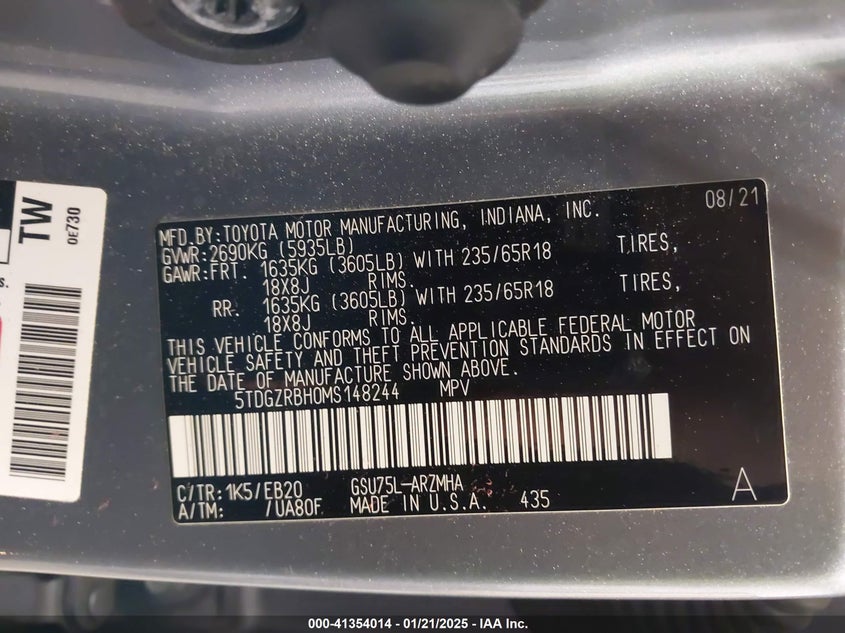 TW
0E730
s.
08/21
MFD.BY:TOYOTA MOTOR MANUFACTURING, INDIANA, INC.
GVWR:2690KG (5935LB)
GAWR:FRT. 1635KG (3605LB) WITH 235/65R18 TIRES,
18X8J RIMS.
RR. 1635KG (3605LB) WITH 235/65R18 TIRES,
18X8J RIMS.
THIS VEHICLE CONFORMS TO ALL APPLICABLE FEDERAL MOTOR
VEHICLE SAFETY AND THEFT PREVENTION STANDARDS IN EFFECT ON
THE DATE OF MANUFACTURE SHOWN ABOVE.
5TDGZRBH0MS148244 MPV
C/TR:1K5/EB20 GSU75L-ARZMHA
A/TM: /UA80F MADE IN U.S.A. 435
A
000-41354014 - 01/21/2025 - IAA Inc.